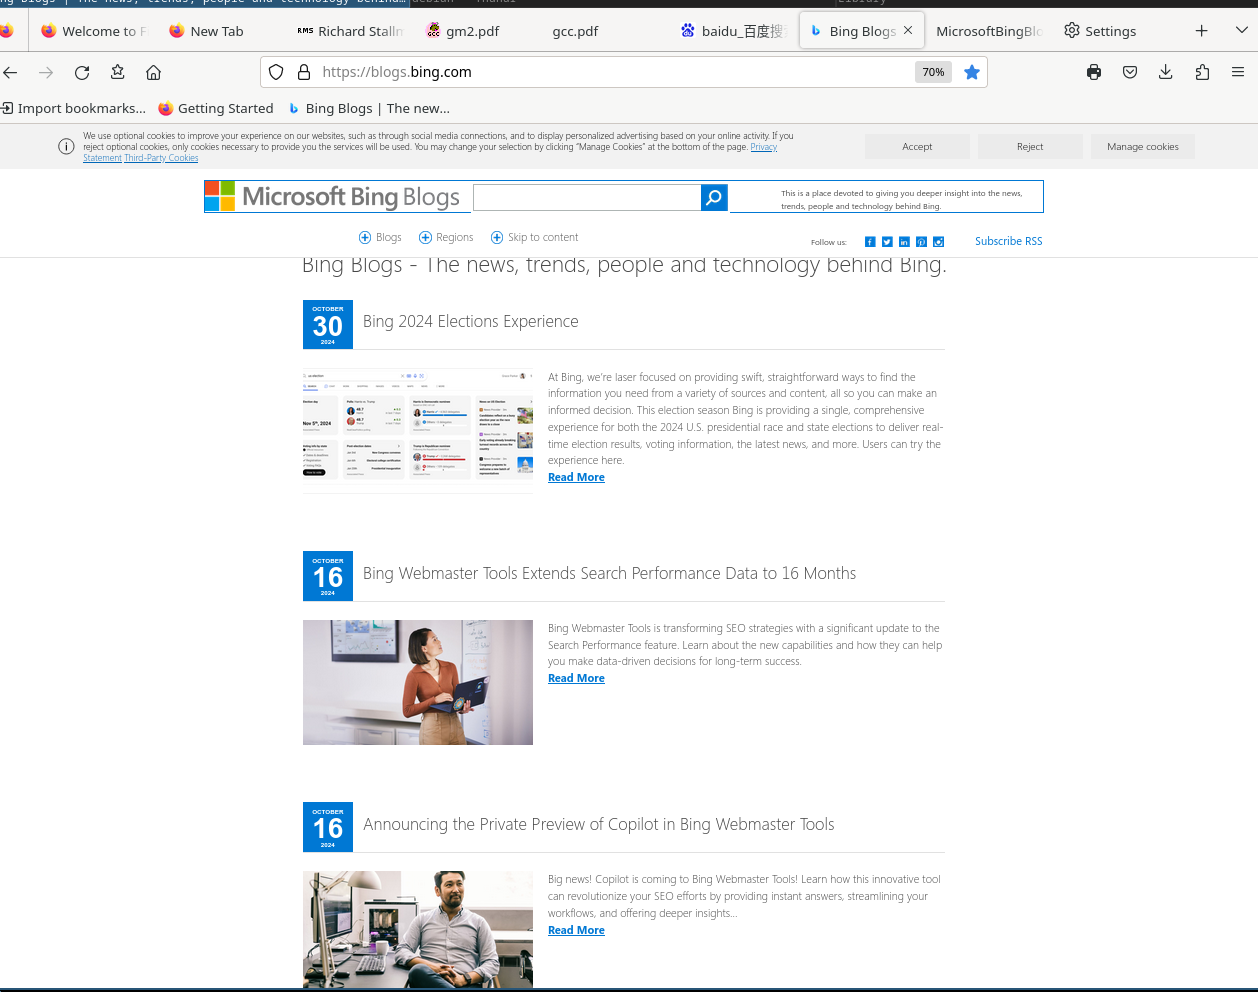 ng Blogs | The news, trends, people and technology behind…
Library
Welcome to F
New Tab
RMS Richard Stallm
gm2.pdf
gcc.pdf
baidu_百度搜
Bing Blogs
MicrosoftBingBlo
Settings
https://blogs.bing.com
70%
Import bookmarks...
Getting Started
Bing Blogs | The new...
We use optional cookies to improve your experience on our websites, such as through social media connections, and to display personalized advertising based on your online activity. If you
reject optional cookies, only cookies necessary to provide you the services will be used. You may change your selection by clicking "Manage Cookies" at the bottom of the page. Privacy
Statement Third-Party Cookies
Accept
Reject
Manage cookies
Microsoft Bing Blogs
This is a place devoted to giving you deeper insight into the news,
trends, people and technology behind Bing.
Blogs
Regions
Skip to content
Follow us:
Subscribe RSS
Bing Blogs - The news, trends, people and technology behind Bing.
OCTOBER
30
2024
Bing 2024 Elections Experience
Nov 5th, 2024
At Bing, we're laser focused on providing swift, straightforward ways to find the
information you need from a variety of sources and content, all so you can make an
informed decision. This election season Bing is providing a single, comprehensive
experience for both the 2024 U.S. presidential race and state elections to deliver real-
time election results, voting information, the latest news, and more. Users can try the
experience here.
Read More
OCTOBER
16
2024
Bing Webmaster Tools Extends Search Performance Data to 16 Months
Bing Webmaster Tools is transforming SEO strategies with a significant update to the
Search Performance feature. Learn about the new capabilities and how they can help
you make data-driven decisions for long-term success.
Read More
OCTOBER
16
2024
Announcing the Private Preview of Copilot in Bing Webmaster Tools
Big news! Copilot is coming to Bing Webmaster Tools! Learn how this innovative tool
can revolutionize your SEO efforts by providing instant answers, streamlining your
workflows, and offering deeper insights...
Read More